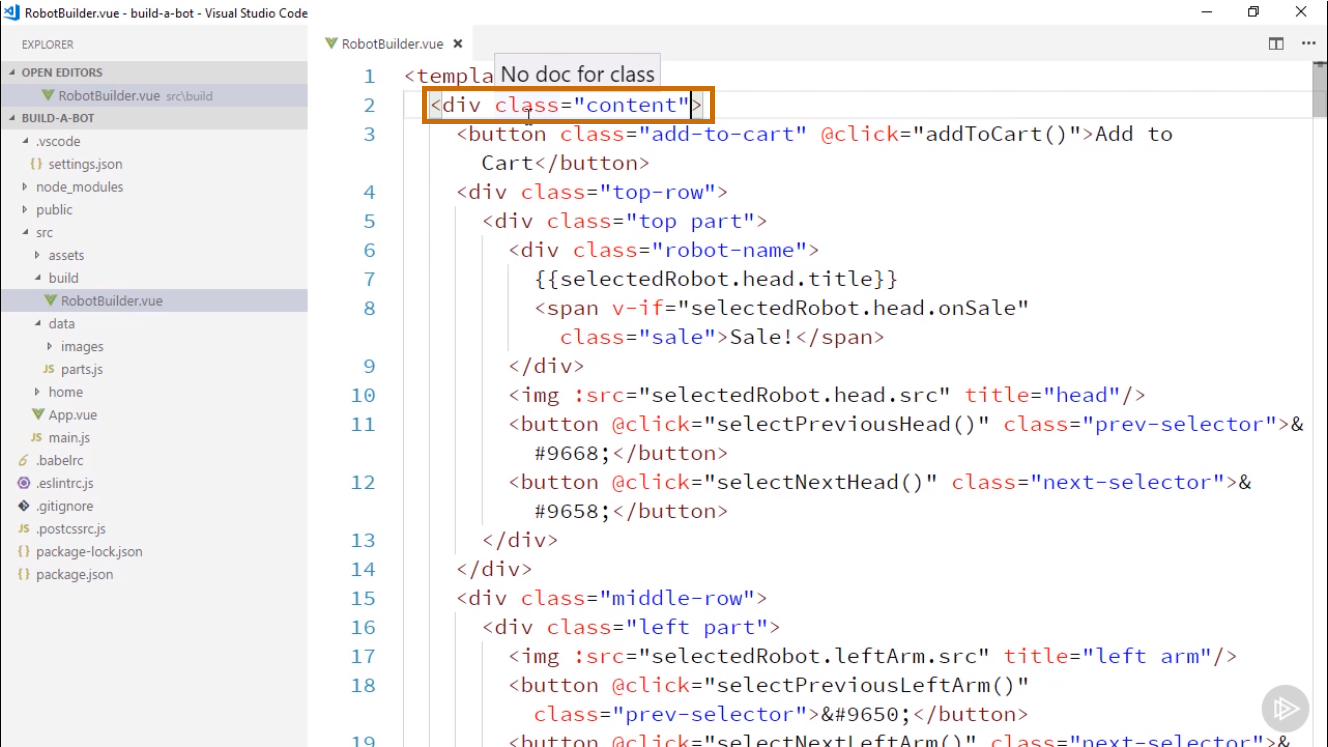 RobotBuilder.vue - build-a-bot - Visual Studio Code
EXPLORER
OPEN EDITORS
RobotBuilder.vue src\build
BUILD-A-BOT
.vscode
{} settings.json
node_modules
public
src
assets
build
RobotBuilder.vue
data
images
JS parts.js
home
App.vue
JS main.js
.babelrc
.eslintrc.js
.gitignore
JS .postcssrc.js
{} package-lock.json
{} package.json
RobotBuilder.vue
No doc for class
1 <templa
2 <div class="content">
3 <button class="add-to-cart" @click="addToCart()">Add to
Cart</button>
4 <div class="top-row">
5 <div class="top part">
6 <div class="robot-name">
7 {{selectedRobot.head.title}}
8 <span v-if="selectedRobot.head.onSale"
class="sale">Sale!</span>
9 </div>
10 <img :src="selectedRobot.head.src" title="head"/>
11 <button @click="selectPreviousHead()" class="prev-selector">&
#9668;</button>
12 <button @click="selectNextHead()" class="next-selector">&
#9658;</button>
13 </div>
14 </div>
15 <div class="middle-row">
16 <div class="left part">
17 <img :src="selectedRobot.leftArm.src" title="left arm"/>
18 <button @click="selectPreviousLeftArm()"
class="prev-selector">&#9650;</button>
19 <button @click="selectNextLeftArm()" class="next-selector">&